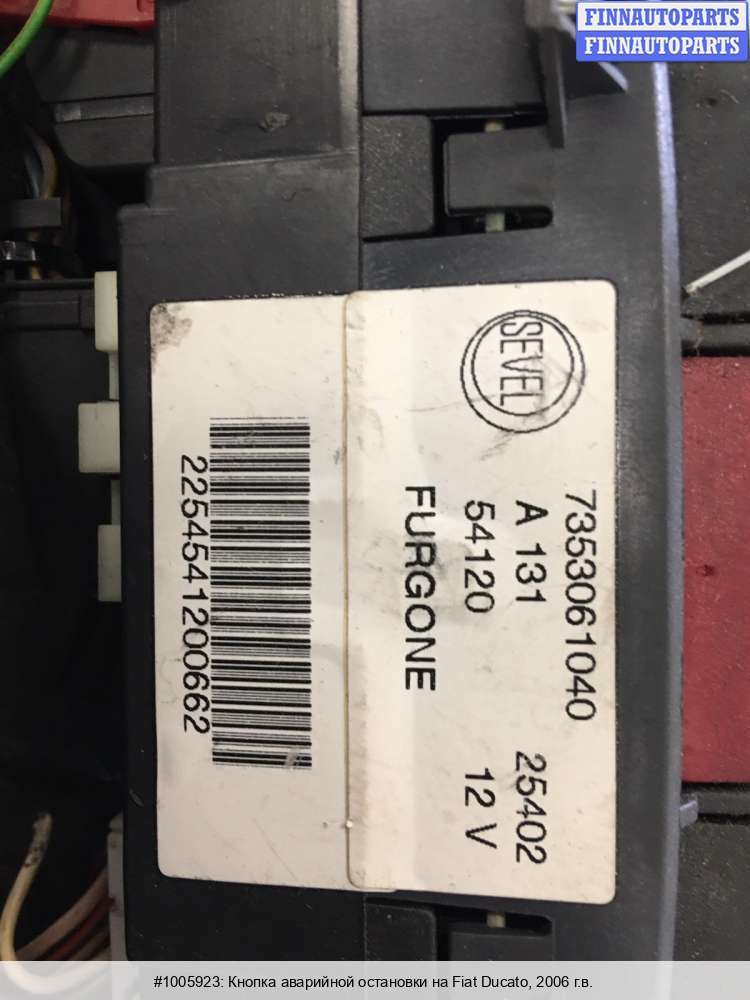 FINNAUTOPARTS
FINNAUTOPARTS
SEVEL
7353061040
A 131 25402
54120 12 V
FURGONE
2254541200662
#1005923: Кнопка аварийной остановки на Fiat Ducato, 2006 г.в.